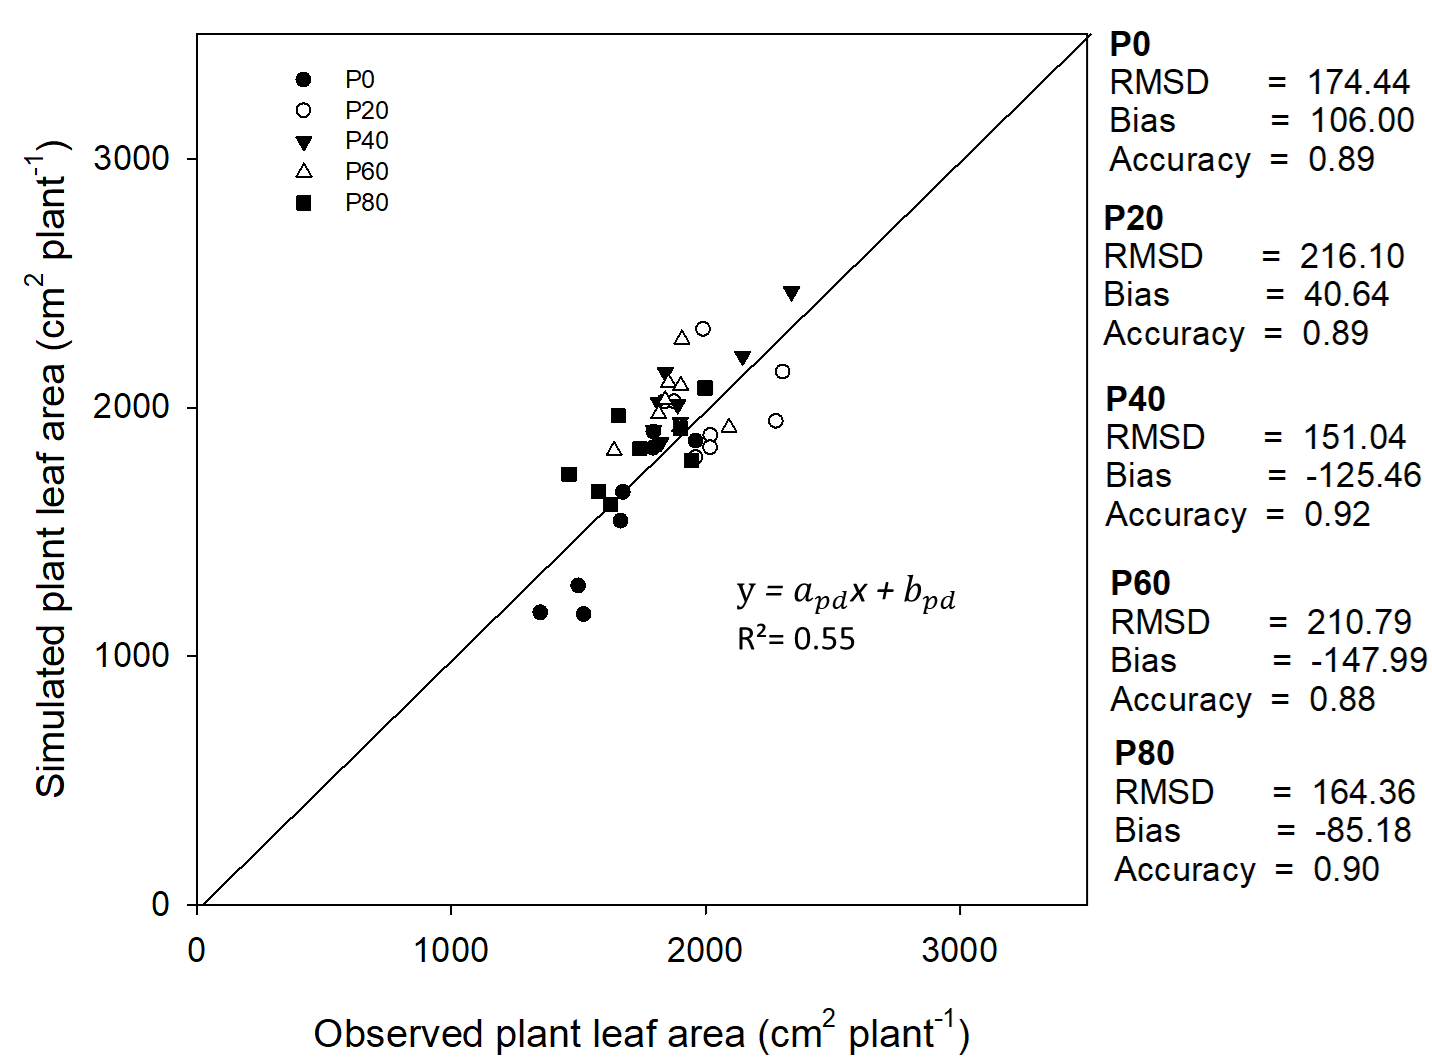 P0
P20
P40
P60
P80
3000
2000
1000
0
0 1000 2000 3000
Simulated plant leaf area (cm² plant⁻¹)
Observed plant leaf area (cm² plant⁻¹)
y = a_{pd}x + b_{pd}
R²= 0.55
P0
RMSD = 174.44
Bias = 106.00
Accuracy = 0.89
P20
RMSD = 216.10
Bias = 40.64
Accuracy = 0.89
P40
RMSD = 151.04
Bias = -125.46
Accuracy = 0.92
P60
RMSD = 210.79
Bias = -147.99
Accuracy = 0.88
P80
RMSD = 164.36
Bias = -85.18
Accuracy = 0.90